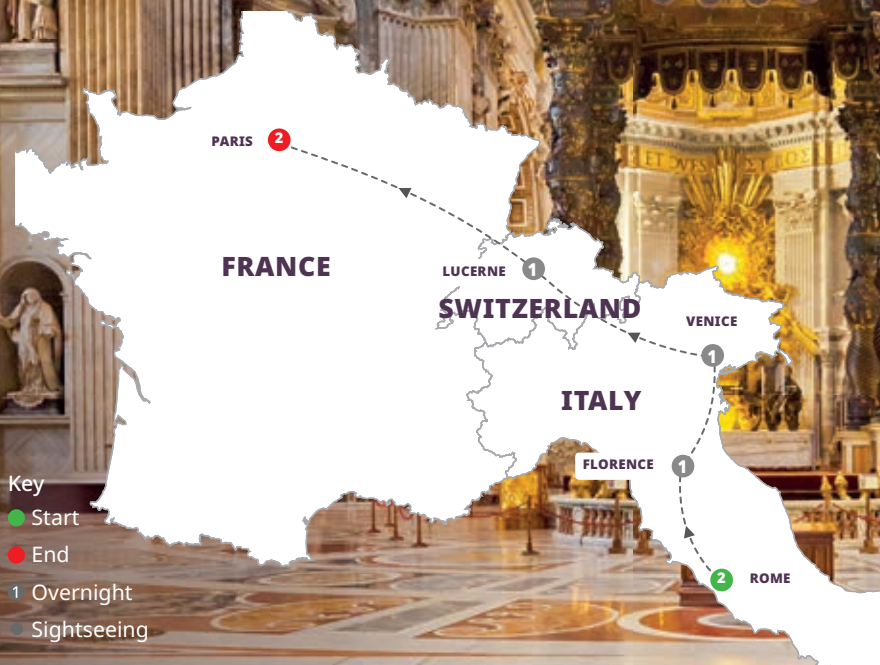 PARIS 2
FRANCE
LUCERNE 1
SWITZERLAND
VENICE
1
ITALY
FLORENCE 1
2 ROME
Key
Start
End
1 Overnight
Sightseeing